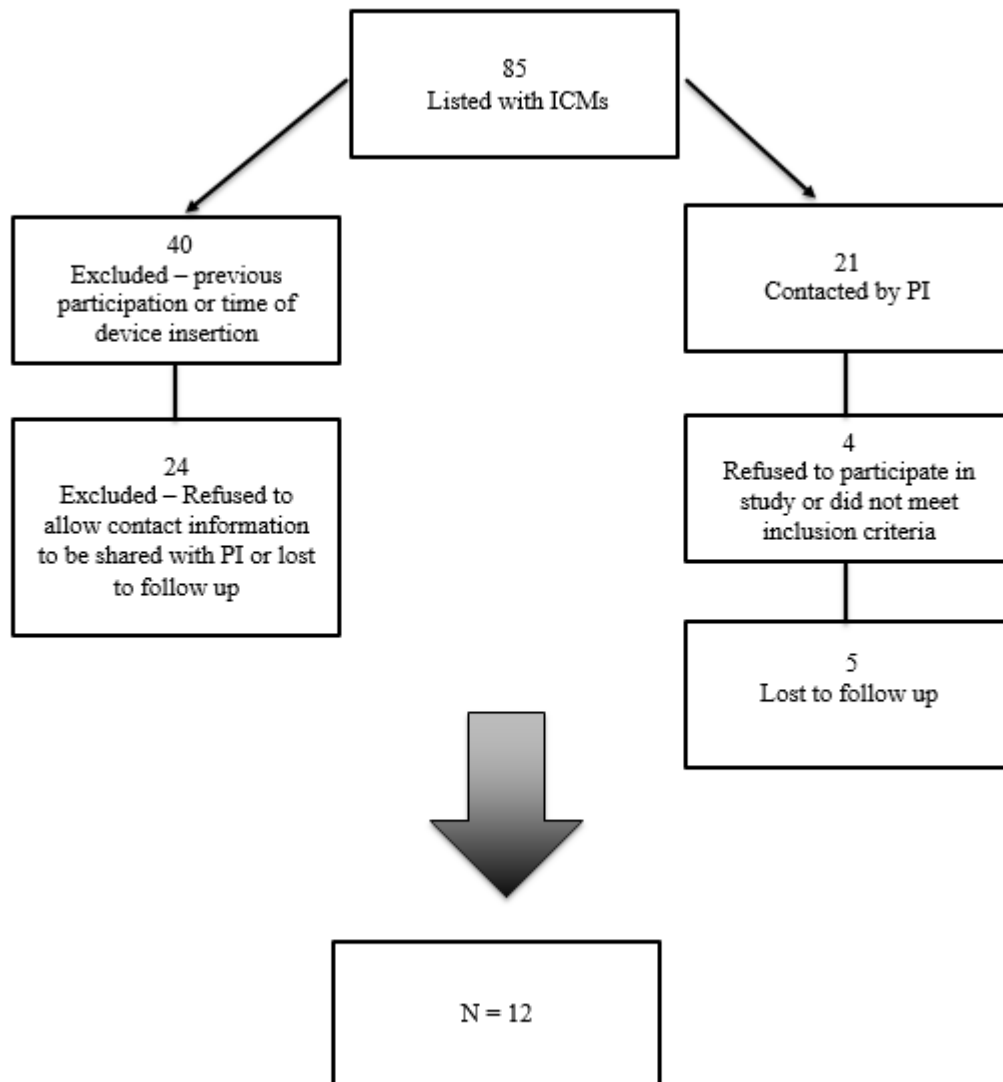 85
Listed with ICMs
40
Excluded – previous
participation or time of
device insertion
21
Contacted by PI
24
Excluded – Refused to
allow contact information
to be shared with PI or lost
to follow up
4
Refused to participate in
study or did not meet
inclusion criteria
5
Lost to follow up
N = 12